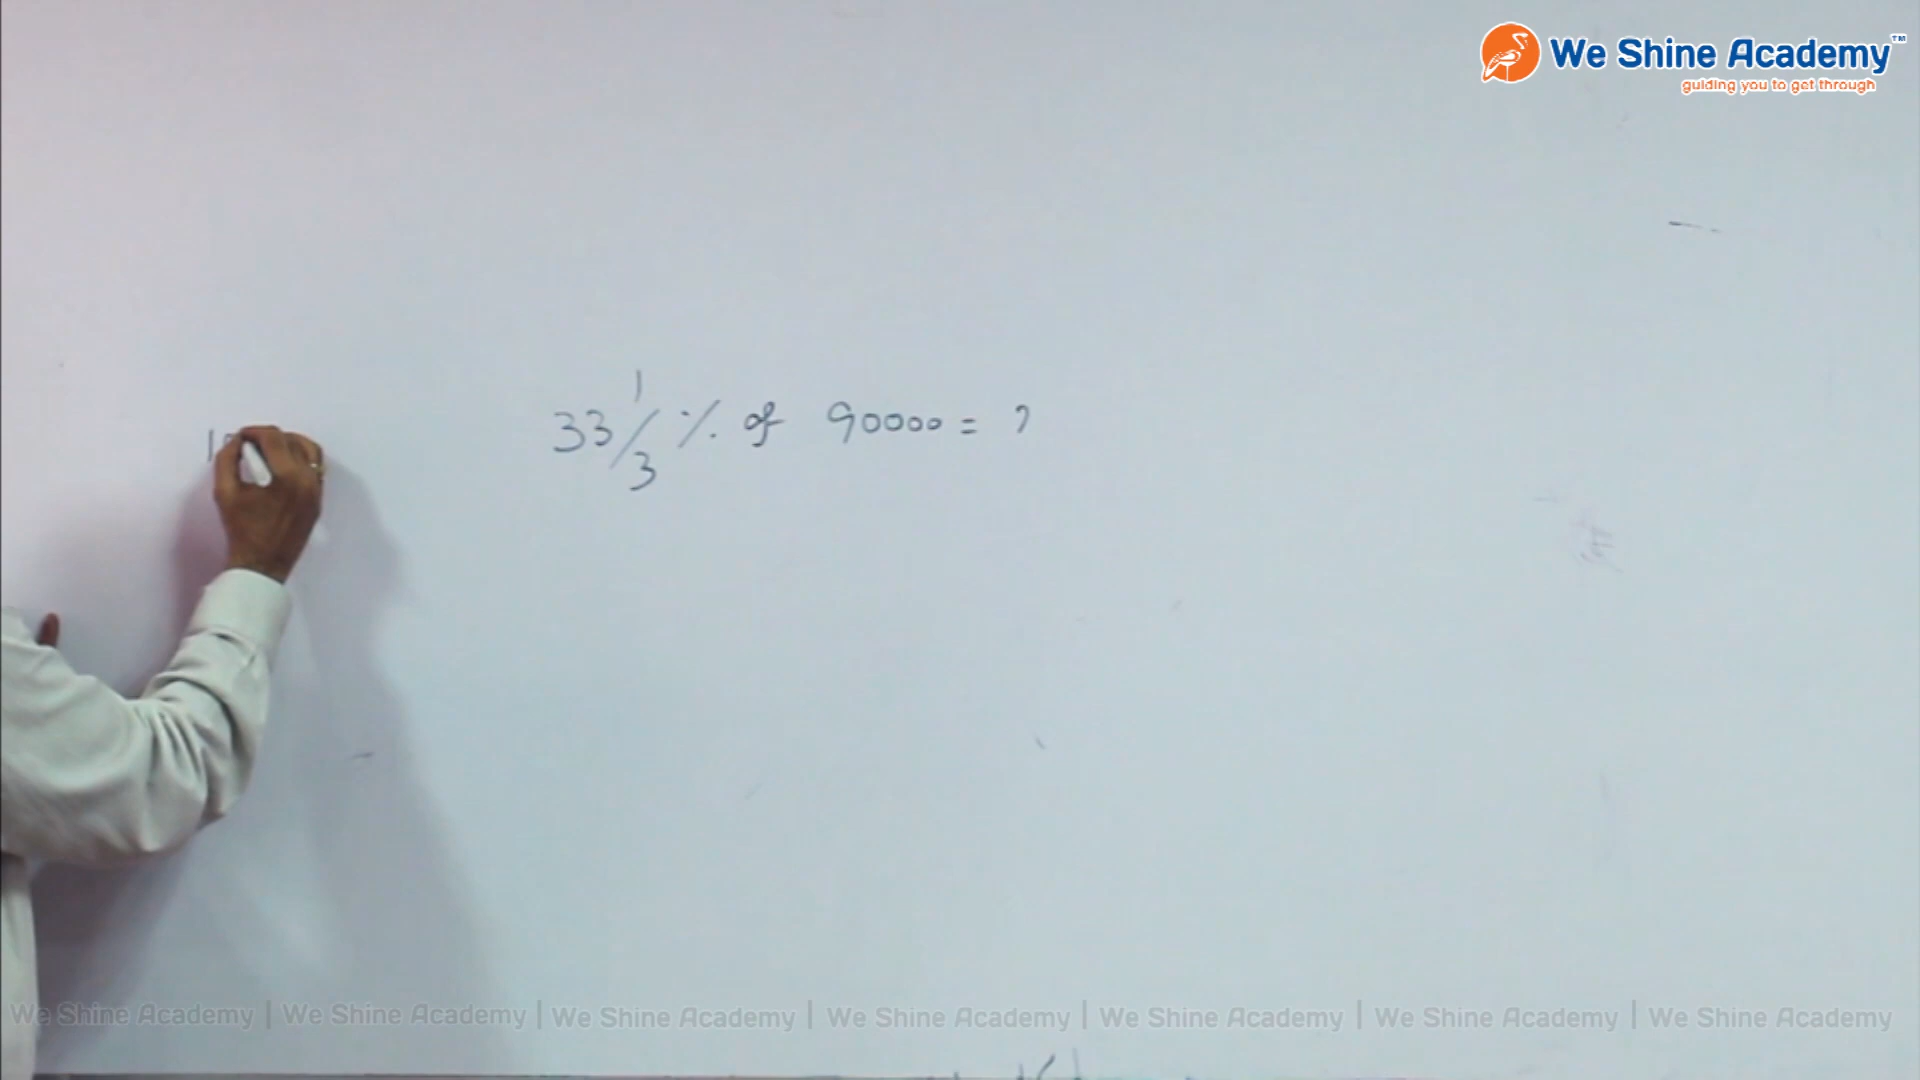 We Shine Academy™
guiding you to get through
33 1/3 % of 90000 = ?
We Shine Academy | We Shine Academy | We Shine Academy | We Shine Academy | We Shine Academy | We Shine Academy | We Shine Academy